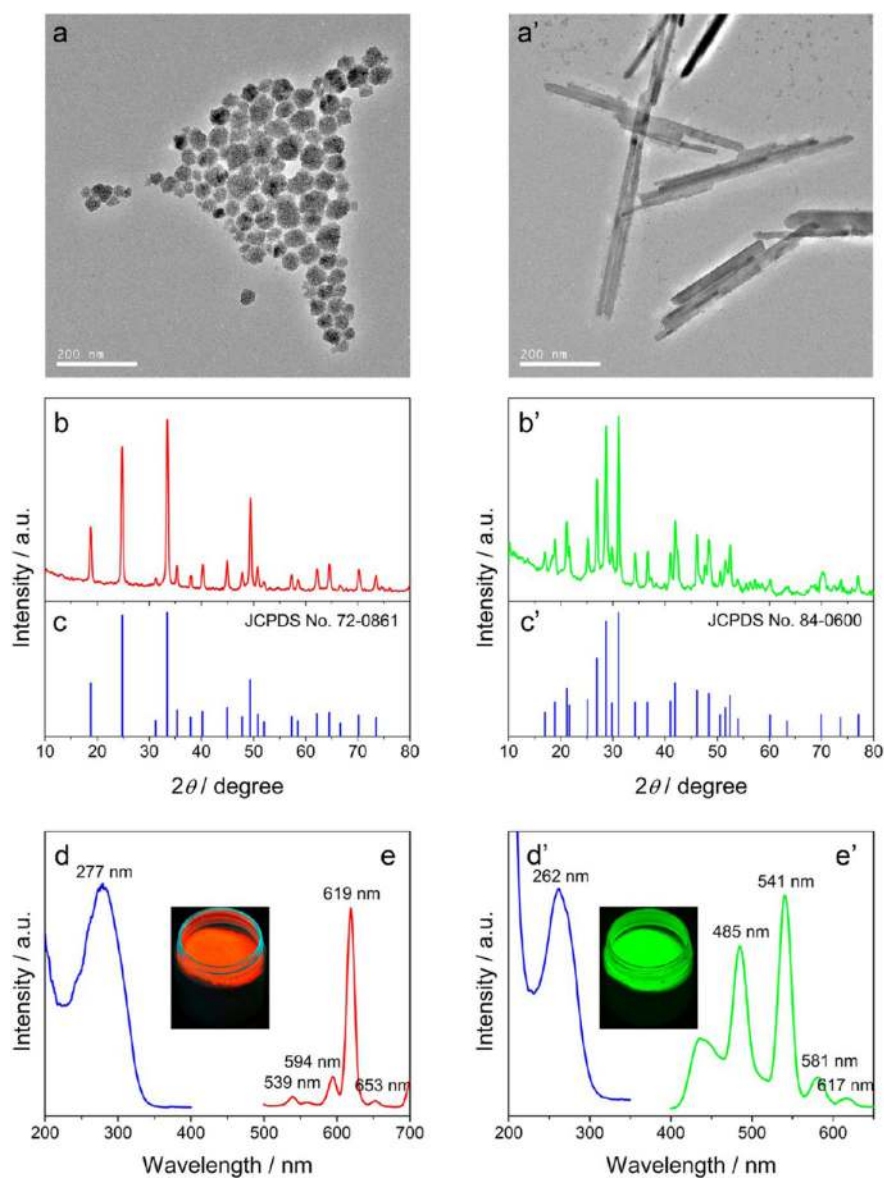 a
200 nm
a'
200 nm
b
c
JCPDS No. 72-0861
Intensity / a.u.
10 20 30 40 50 60 70 80
2θ / degree
b'
c'
JCPDS No. 84-0600
Intensity / a.u.
10 20 30 40 50 60 70 80
2θ / degree
d
e
277 nm
619 nm
594 nm
539 nm
653 nm
Intensity / a.u.
200 300 400 500 600 700
Wavelength / nm
d'
e'
262 nm
541 nm
485 nm
581 nm
617 nm
Intensity / a.u.
200 300 400 500 600
Wavelength / nm